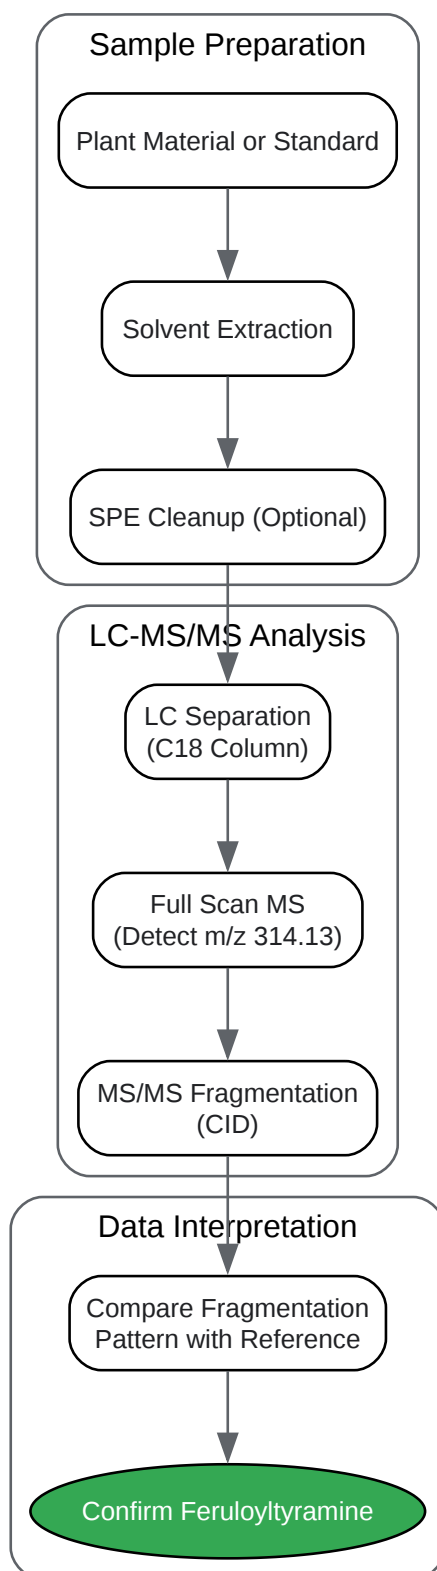 Sample Preparation
Plant Material or Standard
Solvent Extraction
SPE Cleanup (Optional)
LC-MS/MS Analysis
LC Separation
(C18 Column)
Full Scan MS
(Detect m/z 314.13)
MS/MS Fragmentation
(CID)
Data Interpretation
Compare Fragmentation
Pattern with Reference
Confirm Feruloyltyramine